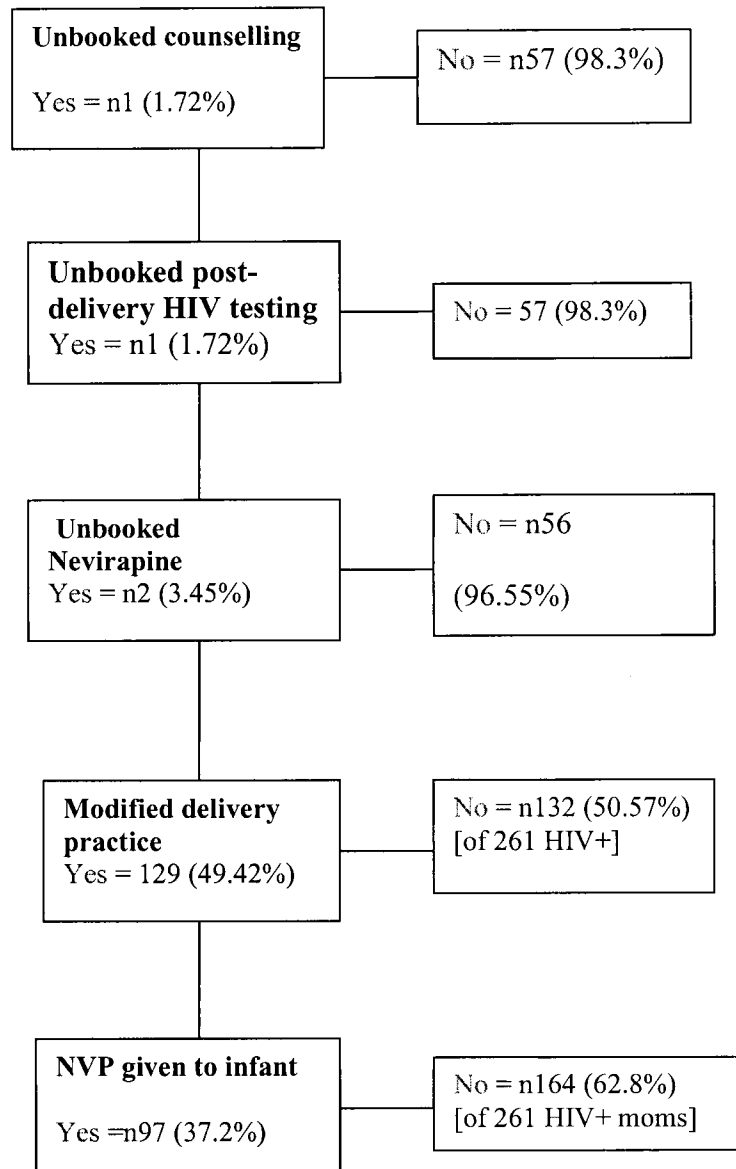 Unbooked counselling
Yes = n1 (1.72%)
No = n57 (98.3%)
Unbooked post-
delivery HIV testing
Yes = n1 (1.72%)
No = 57 (98.3%)
Unbooked
Nevirapine
Yes = n2 (3.45%)
No = n56
(96.55%)
Modified delivery
practice
Yes = 129 (49.42%)
No = n132 (50.57%)
[of 261 HIV+]
NVP given to infant
Yes =n97 (37.2%)
No = n164 (62.8%)
[of 261 HIV+ moms]